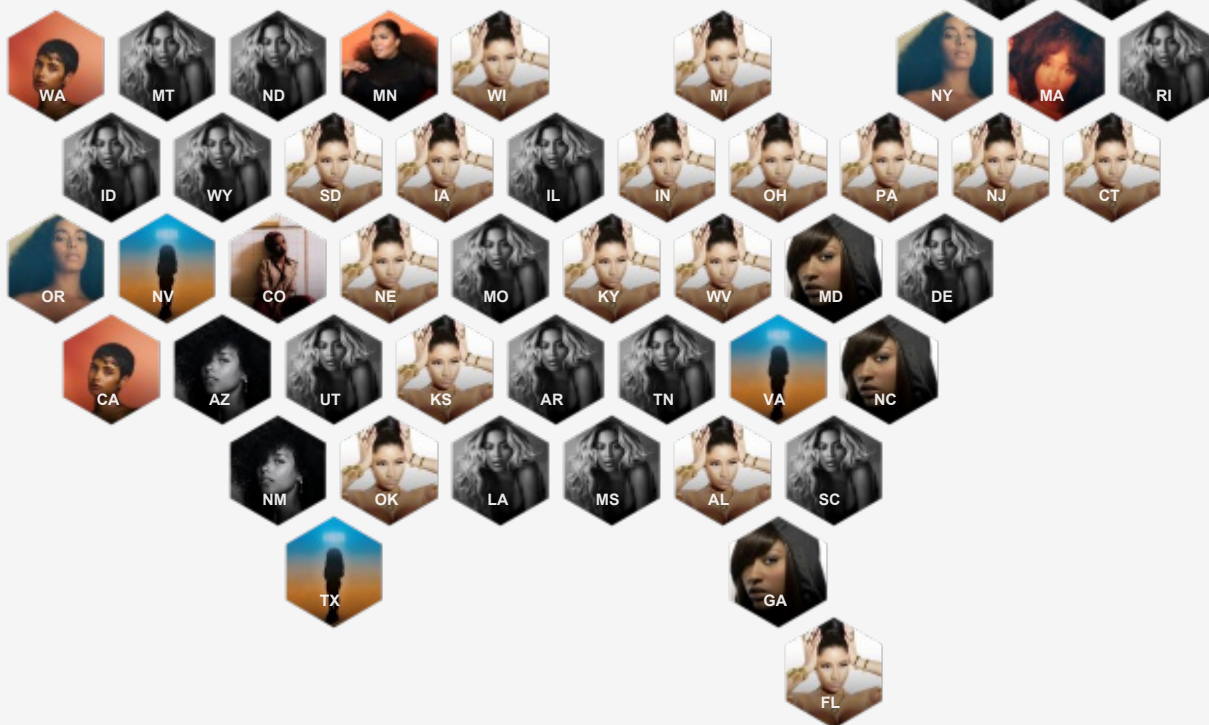 WA MT ND MN WI MI NY MA RI
ID WY SD IA IL IN OH PA NJ CT
OR NV CO NE MO KY WV MD DE
CA AZ UT KS AR TN VA NC
NM OK LA MS AL SC
TX GA
FL